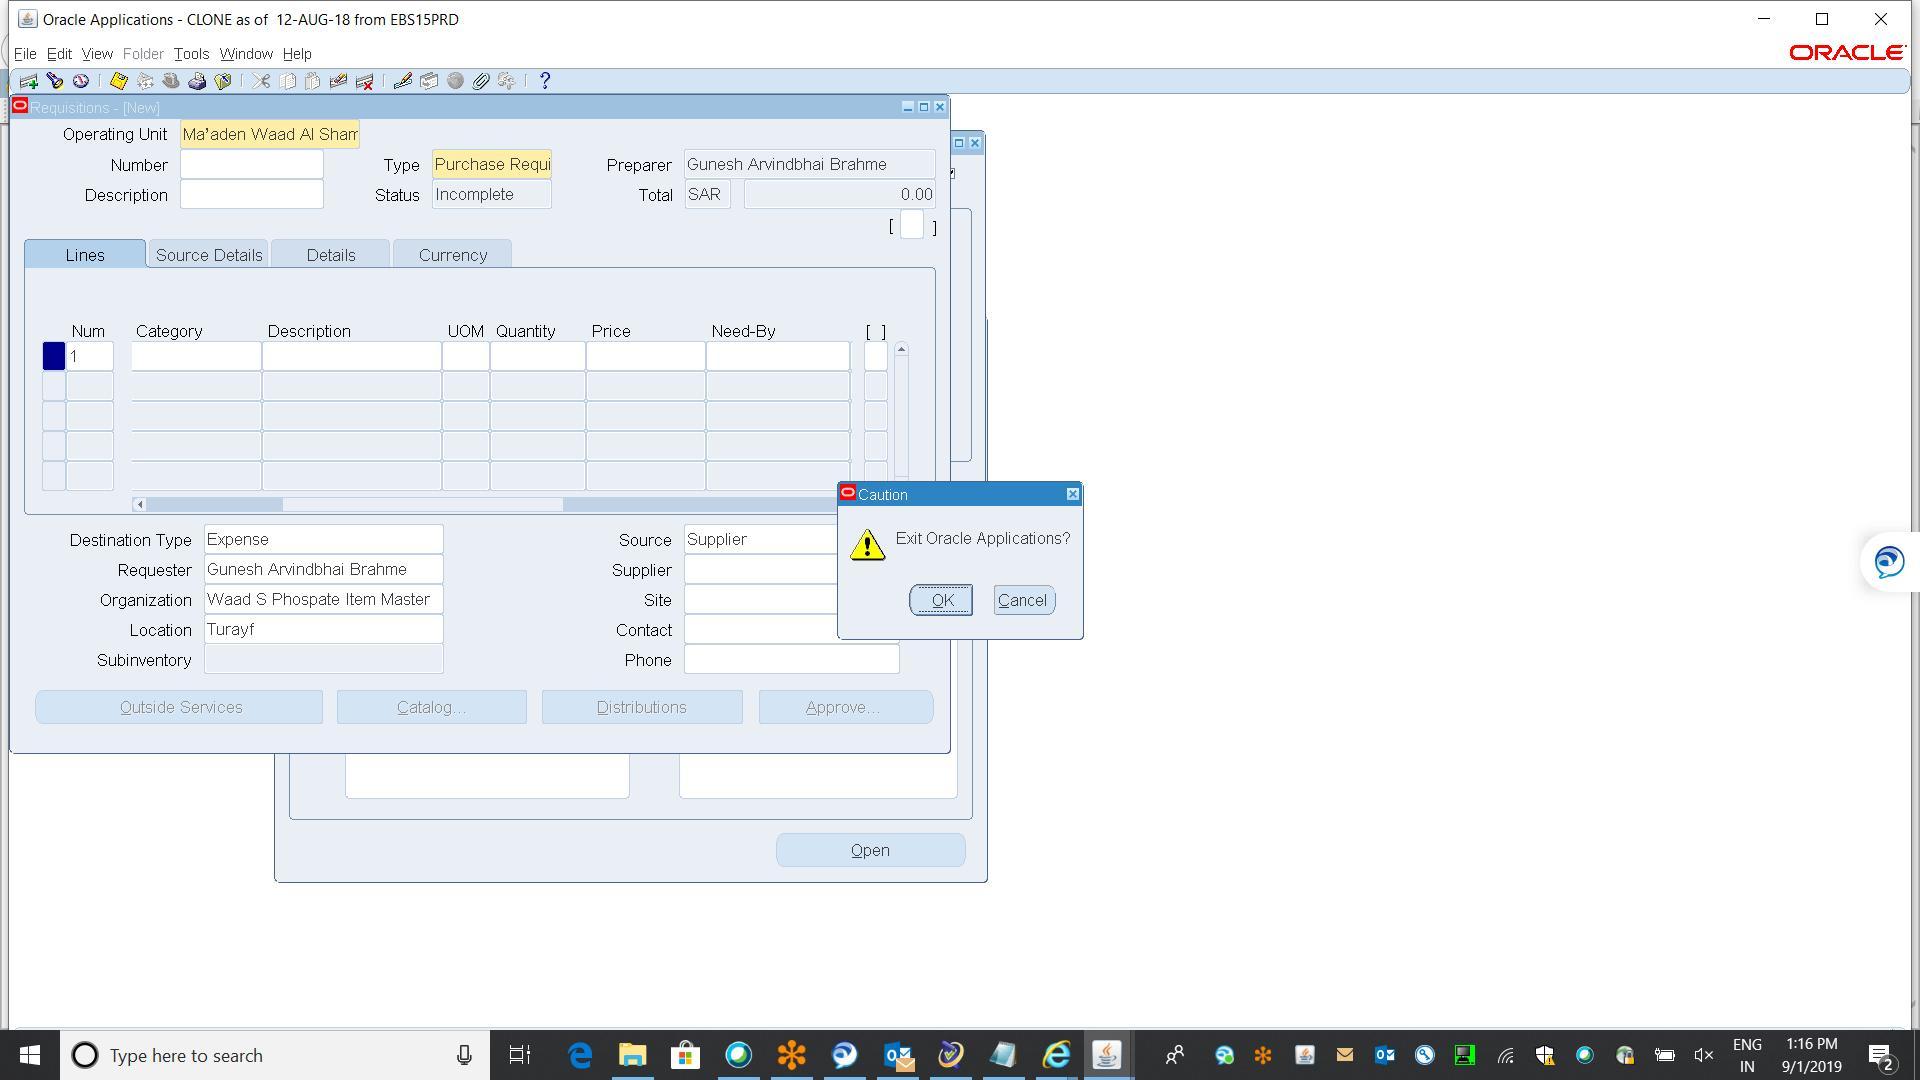 Oracle Applications - CLONE as of 12-AUG-18 from EBS15PRD
File Edit View Folder Tools Window Help
ORACLE
Requisitions - [New]
Operating Unit Ma'aden Waad Al Sham
Number Type Purchase Requi Preparer Gunesh Arvindbhai Brahme
Description Status Incomplete Total SAR 0.00
[ ]
Lines Source Details Details Currency
Num Category Description UOM Quantity Price Need-By [ ]
1
Caution
Exit Oracle Applications?
OK Cancel
Destination Type Expense Source Supplier
Requester Gunesh Arvindbhai Brahme Supplier
Organization Waad S Phospate Item Master Site
Location Turayf Contact
Subinventory Phone
Outside Services Catalog... Distributions Approve...
Open
Type here to search
ENG
IN
1:16 PM
9/1/2019
2